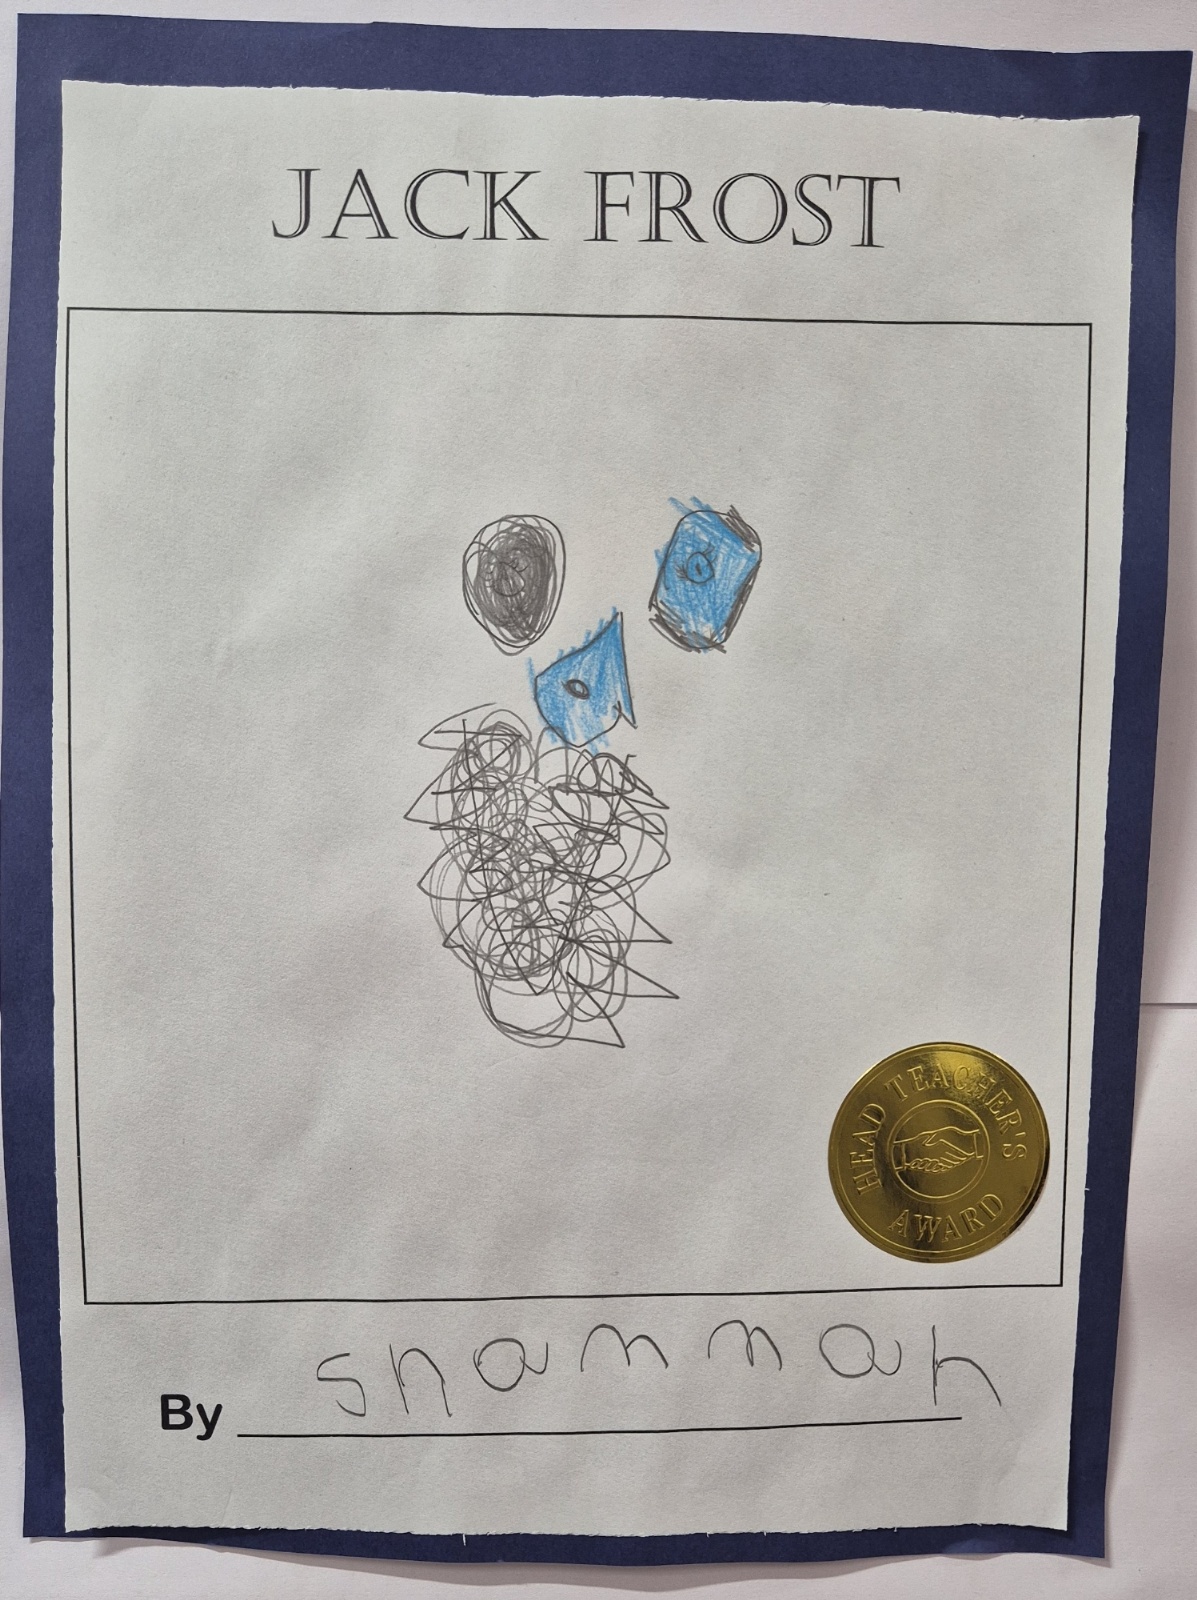 JACK FROST
HEAD TEACHER'S
AWARD
By shannah